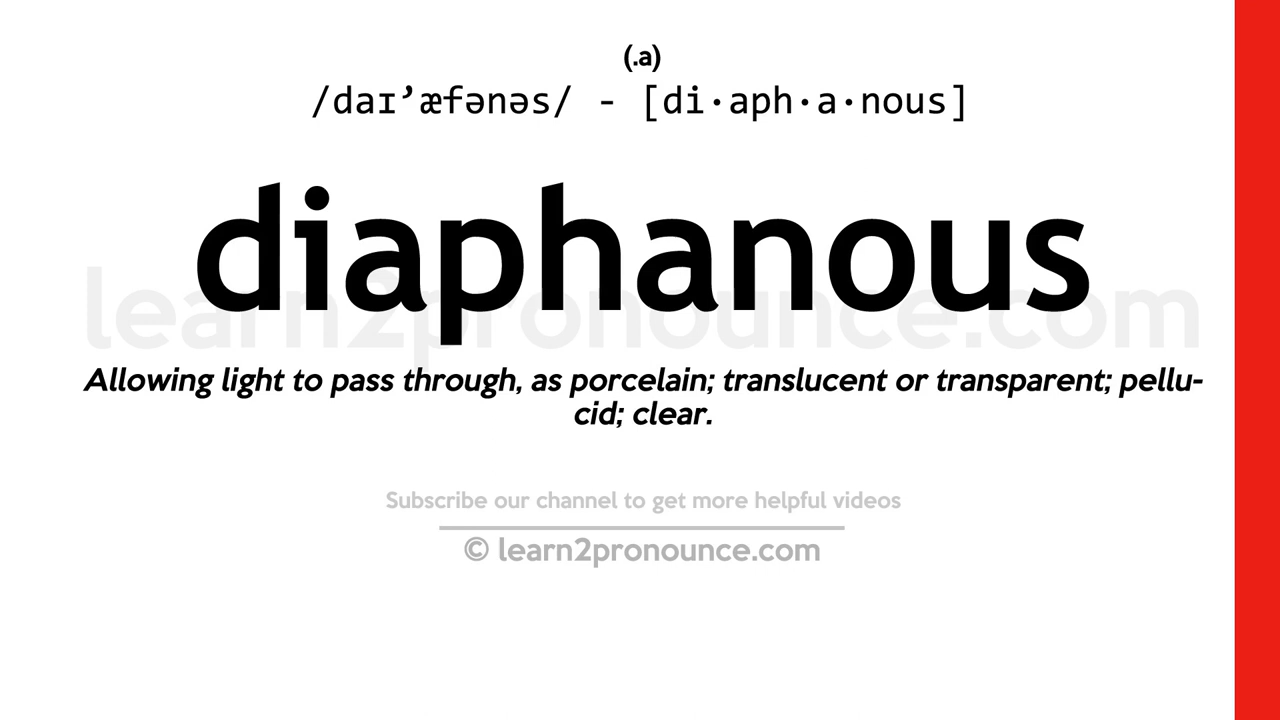 (.a)
/daɪ’æfənəs/ - [di·aph·a·nous]
diaphanous
learn2pronounce.com
Allowing light to pass through, as porcelain; translucent or transparent; pellu-
cid; clear.
Subscribe our channel to get more helpful videos
© learn2pronounce.com